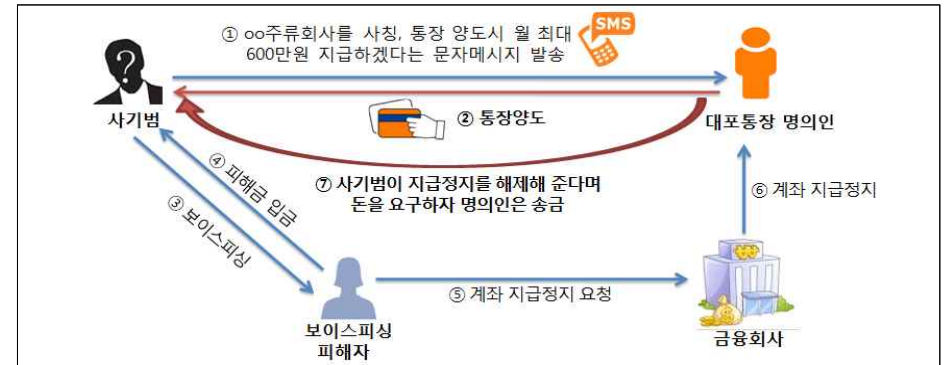 ① oo주류회사를 사칭, 통장 양도시 월 최대
600만원 지급하겠다는 문자메시지 발송
SMS
사기범
② 통장양도
대포통장 명의인
④ 피해금 입금
③ 보이스피싱
⑦ 사기범이 지급정지를 해제해 준다며
돈을 요구하자 명의인은 송금
⑥ 계좌 지급정지
⑤ 계좌 지급정지 요청
보이스피싱
피해자
금융회사